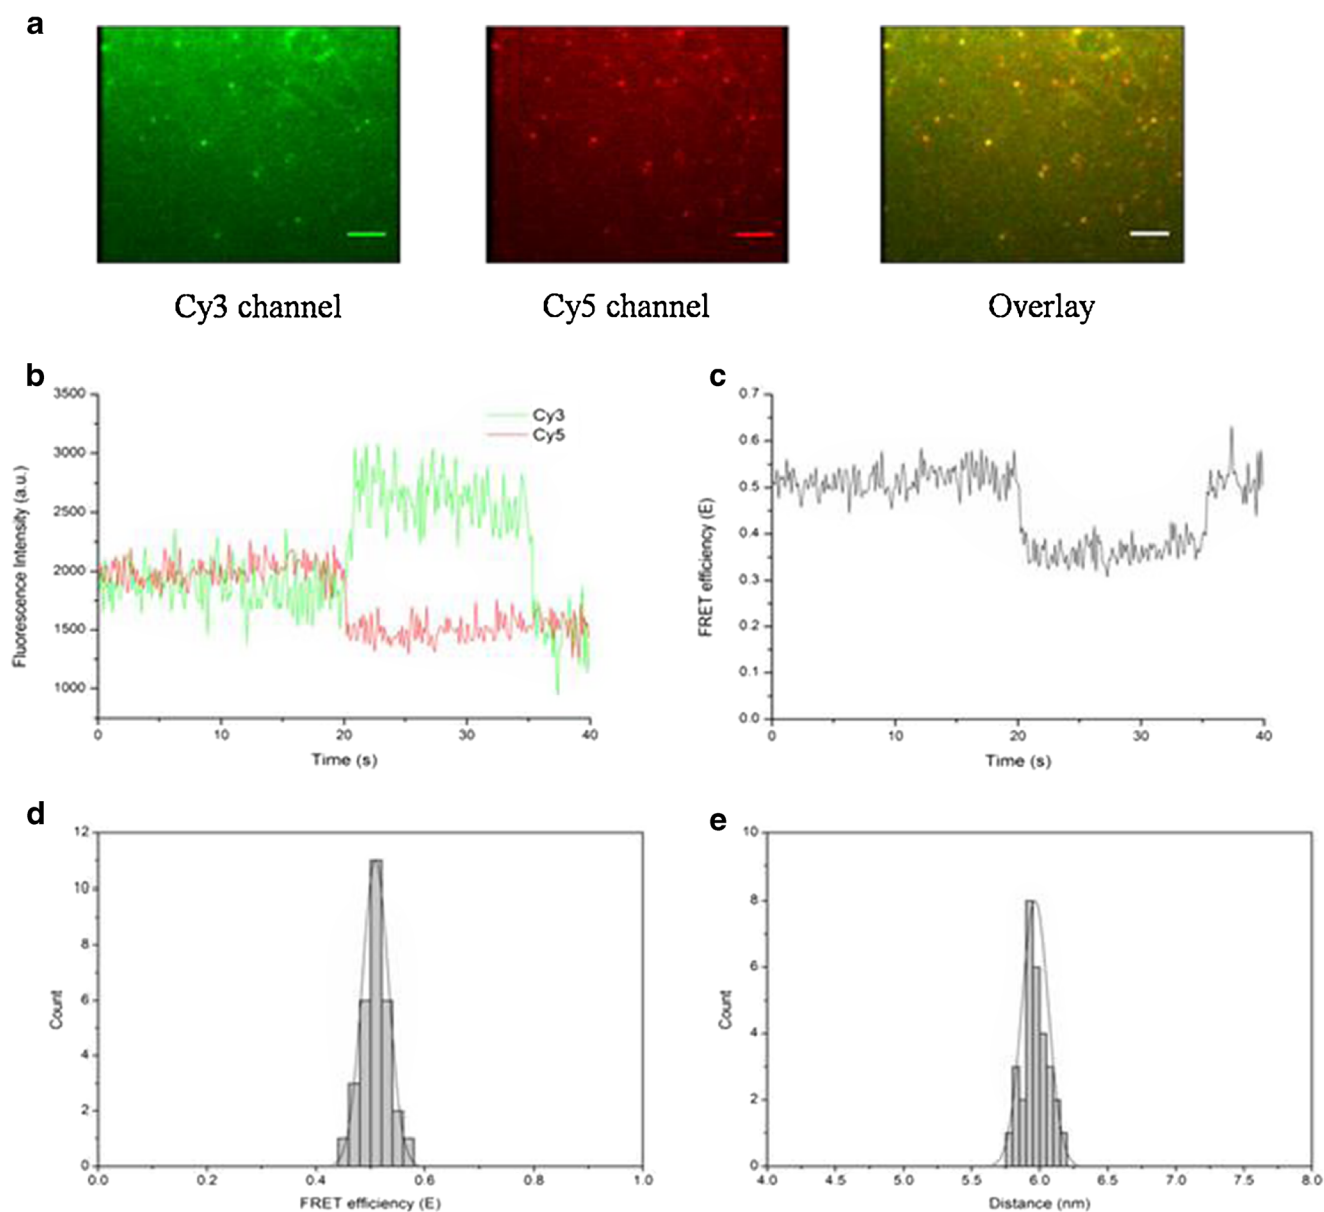 a
Cy3 channel
Cy5 channel
Overlay
b
3500
3000
2500
2000
1500
1000
Fluorescence Intensity (a.u.)
Cy3
Cy5
0
10
20
30
40
Time (s)
c
0.7
0.6
0.5
0.4
0.3
0.2
0.1
0.0
FRET efficiency (E)
0
10
20
30
40
Time (s)
d
12
10
8
6
4
2
0
Count
0.0
0.2
0.4
0.6
0.8
1.0
FRET efficiency (E)
e
10
8
6
4
2
0
Count
4.0
4.5
5.0
5.5
6.0
6.5
7.0
7.5
8.0
Distance (nm)